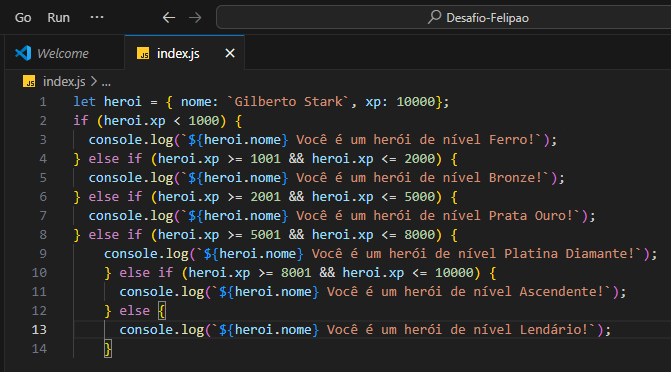 Go Run ... Desafio-Felipao
Welcome JS index.js
JS index.js > ...
1 let heroi = { nome: `Gilberto Stark`, xp: 10000};
2 if (heroi.xp < 1000) {
3 console.log(`${heroi.nome} Você é um herói de nível Ferro!`);
4 } else if (heroi.xp >= 1001 && heroi.xp <= 2000) {
5 console.log(`${heroi.nome} Você é um herói de nível Bronze!`);
6 } else if (heroi.xp >= 2001 && heroi.xp <= 5000) {
7 console.log(`${heroi.nome} Você é um herói de nível Prata Ouro!`);
8 } else if (heroi.xp >= 5001 && heroi.xp <= 8000) {
9 console.log(`${heroi.nome} Você é um herói de nível Platina Diamante!`);
10 } else if (heroi.xp >= 8001 && heroi.xp <= 10000) {
11 console.log(`${heroi.nome} Você é um herói de nível Ascendente!`);
12 } else {
13 console.log(`${heroi.nome} Você é um herói de nível Lendário!`);
14 }